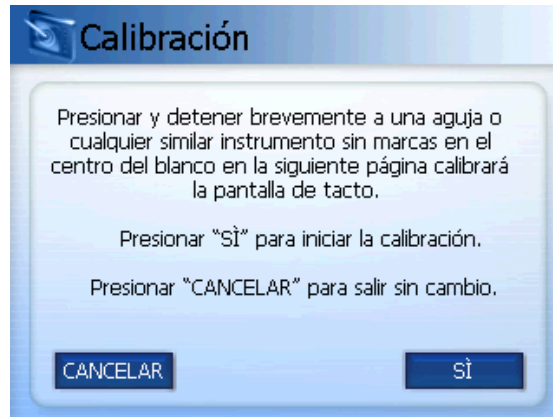 Calibración
Presionar y detener brevemente a una aguja o
cualquier similar instrumento sin marcas en el
centro del blanco en la siguiente página calibrará
la pantalla de tacto.
Presionar "SÌ" para iniciar la calibración.
Presionar "CANCELAR" para salir sin cambio.
CANCELAR
SÌ